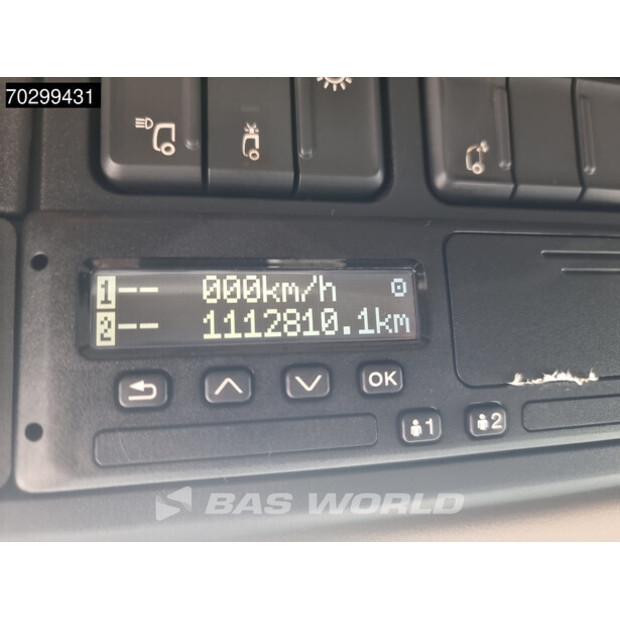 70299431
1-- 000km/h
2-- 1112810.1km
OK
1 2
BAS WORLD